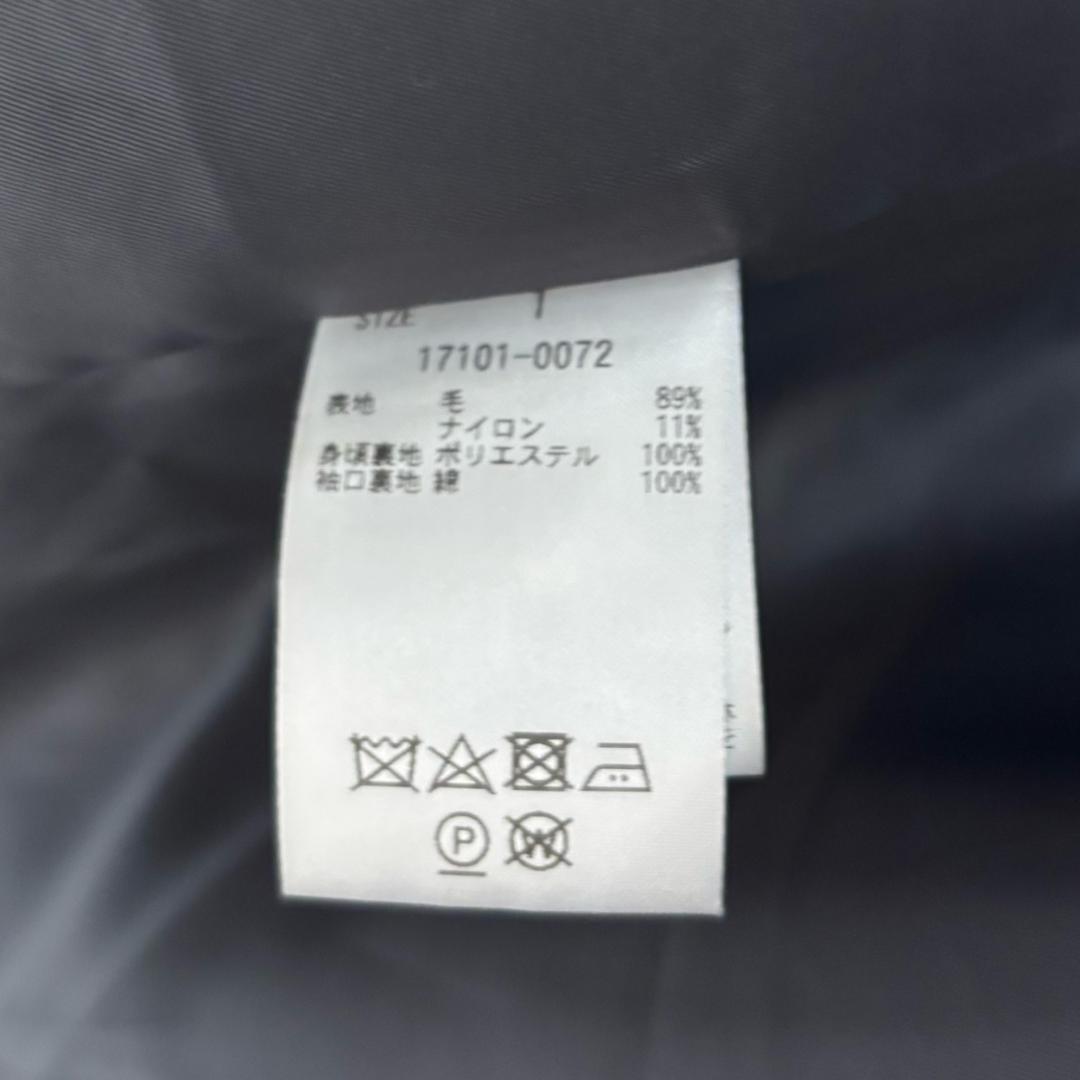 SIZE
17101-0072
表地 毛 89%
ナイロン 11%
身頃裏地 ポリエステル 100%
袖口裏地 綿 100%
P
W